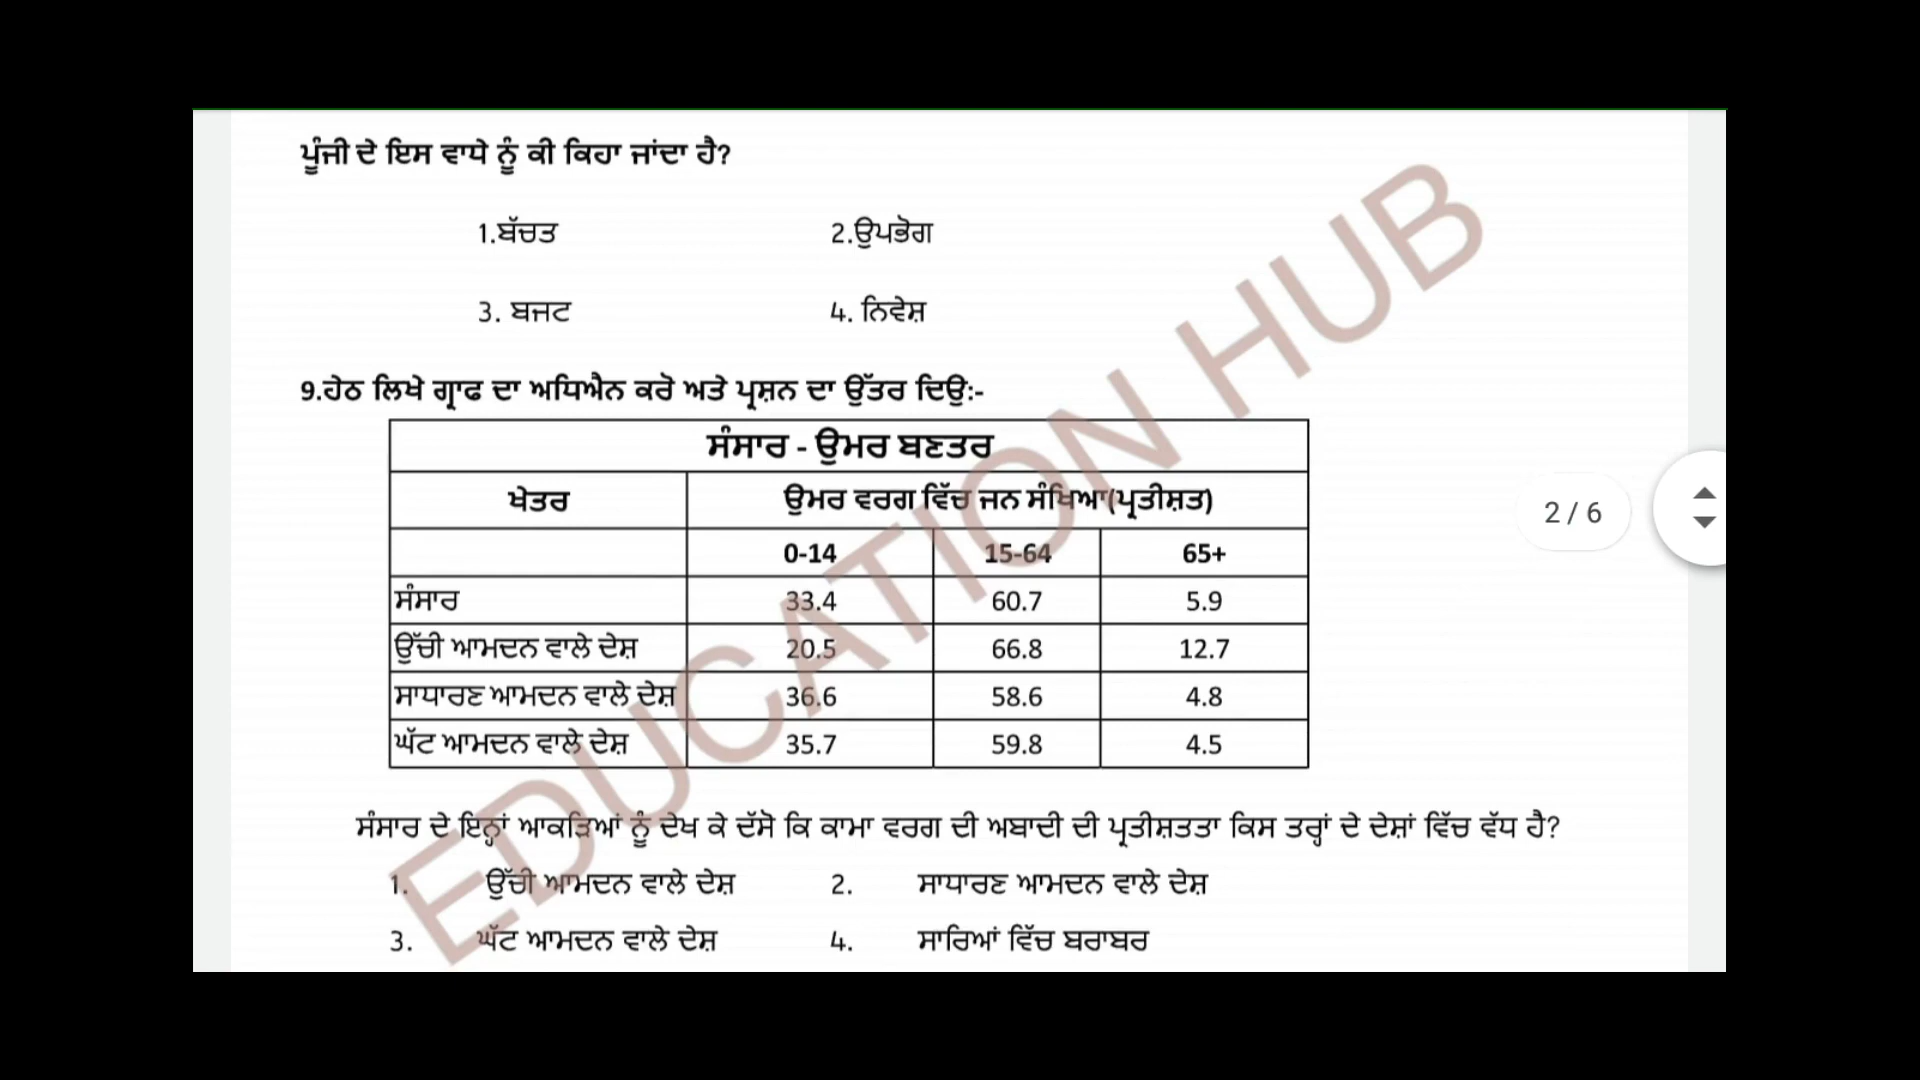 ਪੂੰਜੀ ਦੇ ਇਸ ਵਾਧੇ ਨੂੰ ਕੀ ਕਿਹਾ ਜਾਂਦਾ ਹੈ?
1.ਬੱਚਤ 2.ਉਪਭੋਗ
3. ਬਜਟ 4. ਨਿਵੇਸ਼
9.ਹੇਠ ਲਿਖੇ ਗ੍ਰਾਫ ਦਾ ਅਧਿਐਨ ਕਰੋ ਅਤੇ ਪ੍ਰਸ਼ਨ ਦਾ ਉੱਤਰ ਦਿਉ:-
ਸੰਸਾਰ - ਉਮਰ ਬਣਤਰ
ਖੇਤਰ ਉਮਰ ਵਰਗ ਵਿੱਚ ਜਨ ਸੰਖਿਆ(ਪ੍ਰਤੀਸ਼ਤ)
0-14 15-64 65+
ਸੰਸਾਰ 33.4 60.7 5.9
ਉੱਚੀ ਆਮਦਨ ਵਾਲੇ ਦੇਸ਼ 20.5 66.8 12.7
ਸਾਧਾਰਣ ਆਮਦਨ ਵਾਲੇ ਦੇਸ਼ 36.6 58.6 4.8
ਘੱਟ ਆਮਦਨ ਵਾਲੇ ਦੇਸ਼ 35.7 59.8 4.5
ਸੰਸਾਰ ਦੇ ਇਨ੍ਹਾਂ ਆਕੜਿਆਂ ਨੂੰ ਦੇਖ ਕੇ ਦੱਸੋ ਕਿ ਕਾਮਾ ਵਰਗ ਦੀ ਅਬਾਦੀ ਦੀ ਪ੍ਰਤੀਸ਼ਤਤਾ ਕਿਸ ਤਰ੍ਹਾਂ ਦੇ ਦੇਸ਼ਾਂ ਵਿੱਚ ਵੱਧ ਹੈ?
1. ਉੱਚੀ ਆਮਦਨ ਵਾਲੇ ਦੇਸ਼ 2. ਸਾਧਾਰਣ ਆਮਦਨ ਵਾਲੇ ਦੇਸ਼
3. ਘੱਟ ਆਮਦਨ ਵਾਲੇ ਦੇਸ਼ 4. ਸਾਰਿਆਂ ਵਿੱਚ ਬਰਾਬਰ
EDUCATION HUB
2 / 6